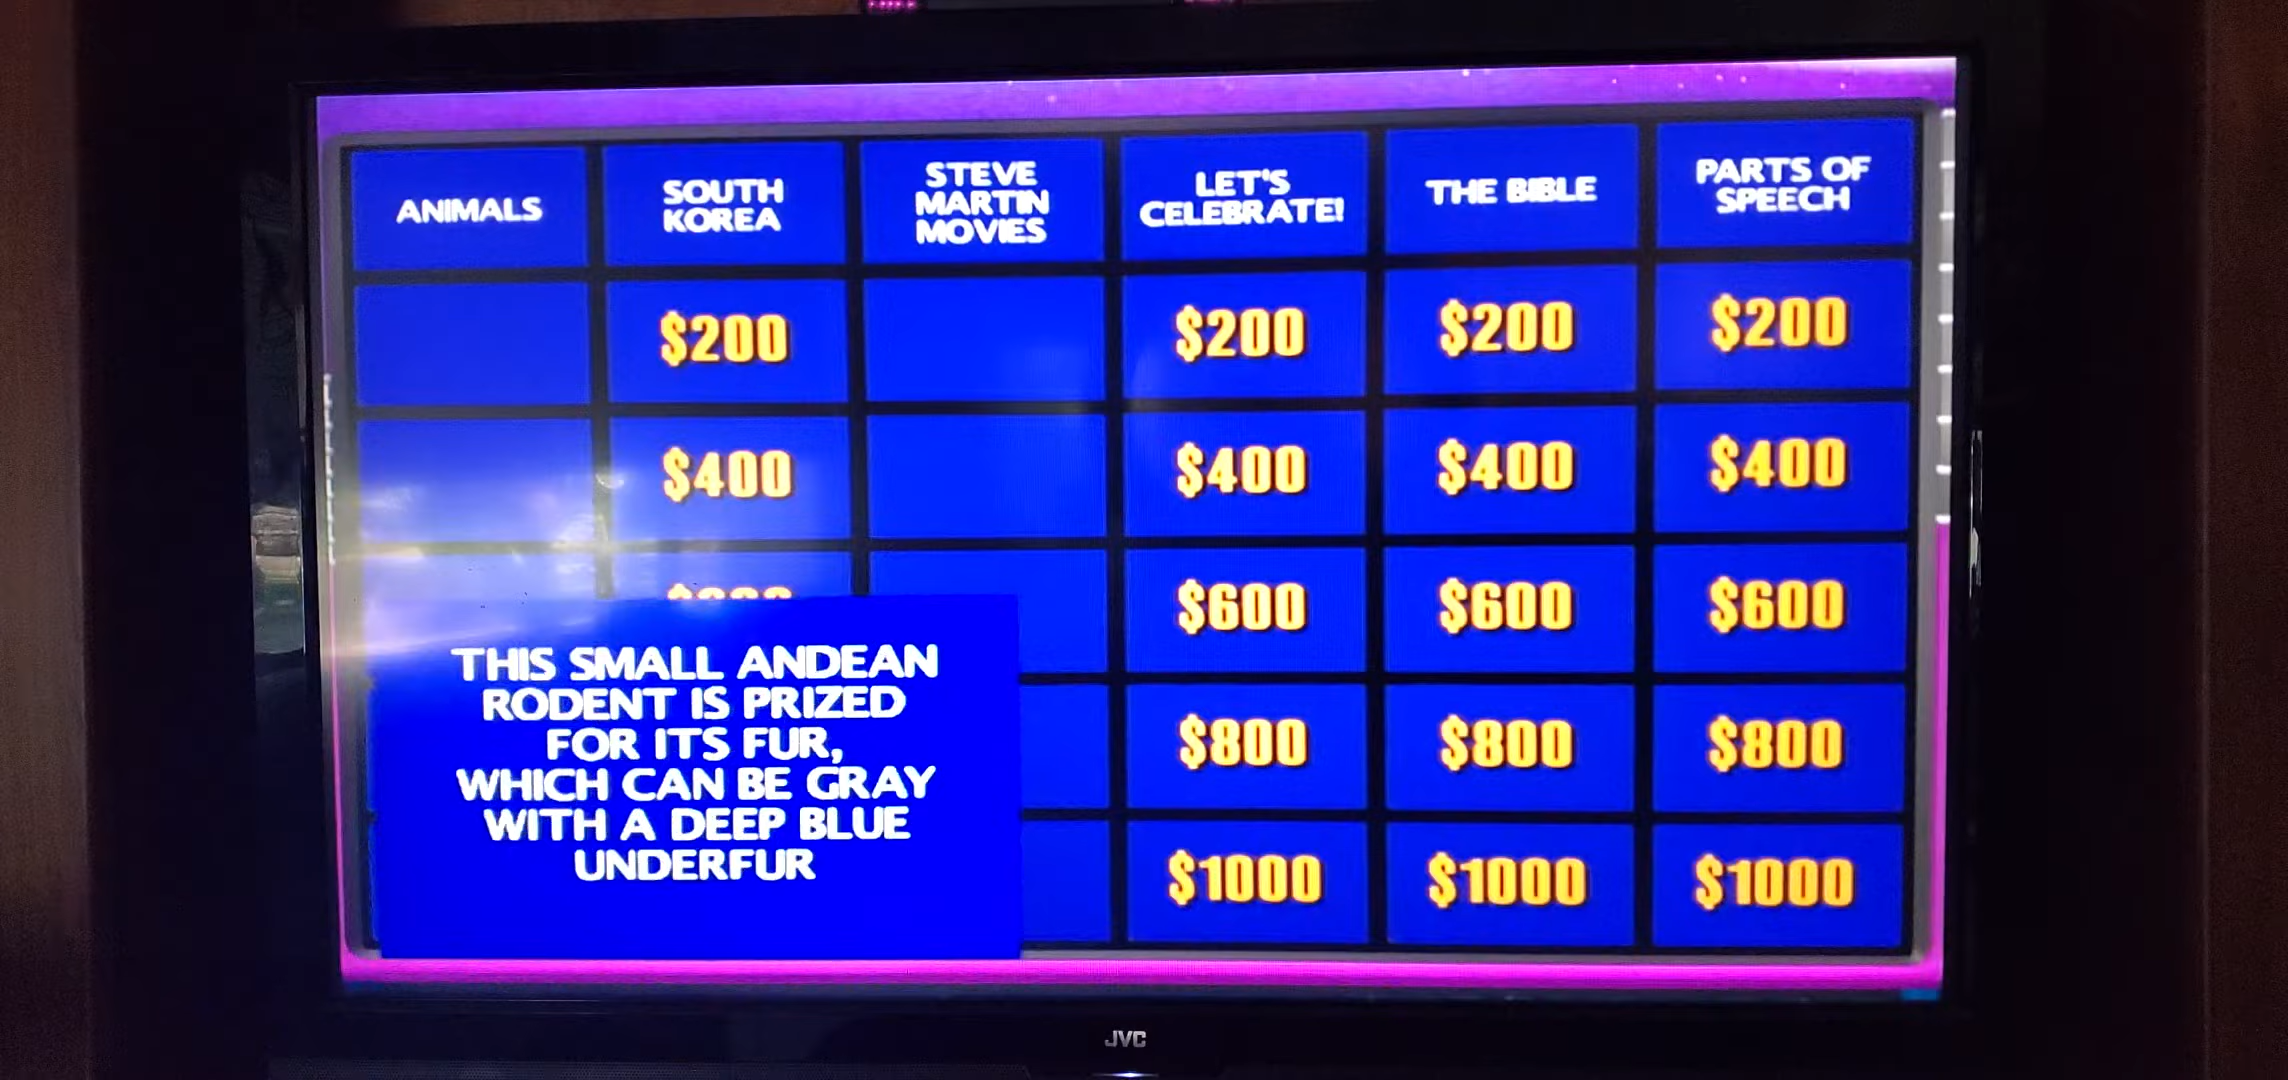 ANIMALS
SOUTH
KOREA
STEVE
MARTIN
MOVIES
LET'S
CELEBRATE!
THE BIBLE
PARTS OF
SPEECH
$200
$200
$200
$200
$400
$400
$400
$400
$600
$600
$600
$800
$800
$800
$1000
$1000
$1000
THIS SMALL ANDEAN
RODENT IS PRIZED
FOR ITS FUR,
WHICH CAN BE GRAY
WITH A DEEP BLUE
UNDERFUR
JVC